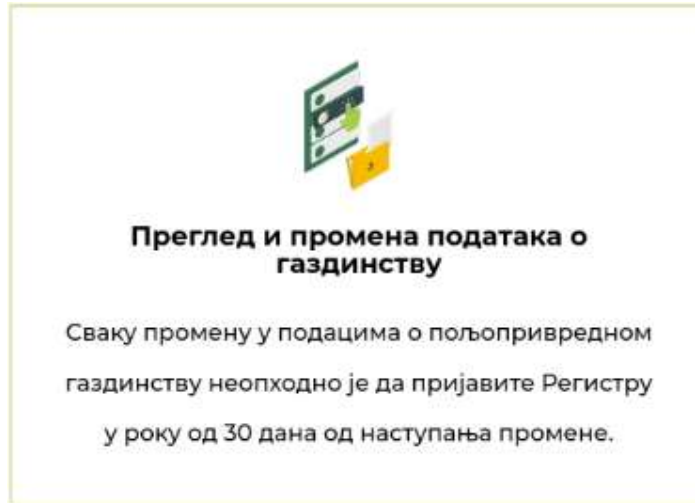 Преглед и промена података о
газдинству
Сваку промену у подацима о пољопривредном
газдинству неопходно је да пријавите Регистру
у року од 30 дана од наступања промене.